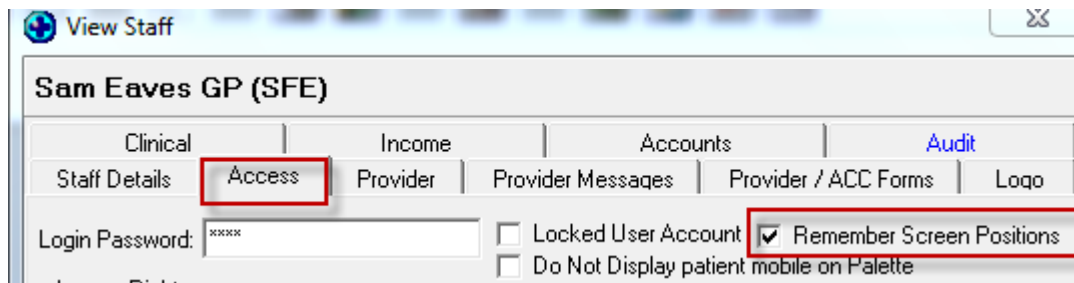 View Staff
Sam Eaves GP (SFE)
Clinical Income Accounts Audit
Staff Details Access Provider Provider Messages Provider / ACC Forms Logo
Login Password: **** Locked User Account Remember Screen Positions
Do Not Display patient mobile on Palette